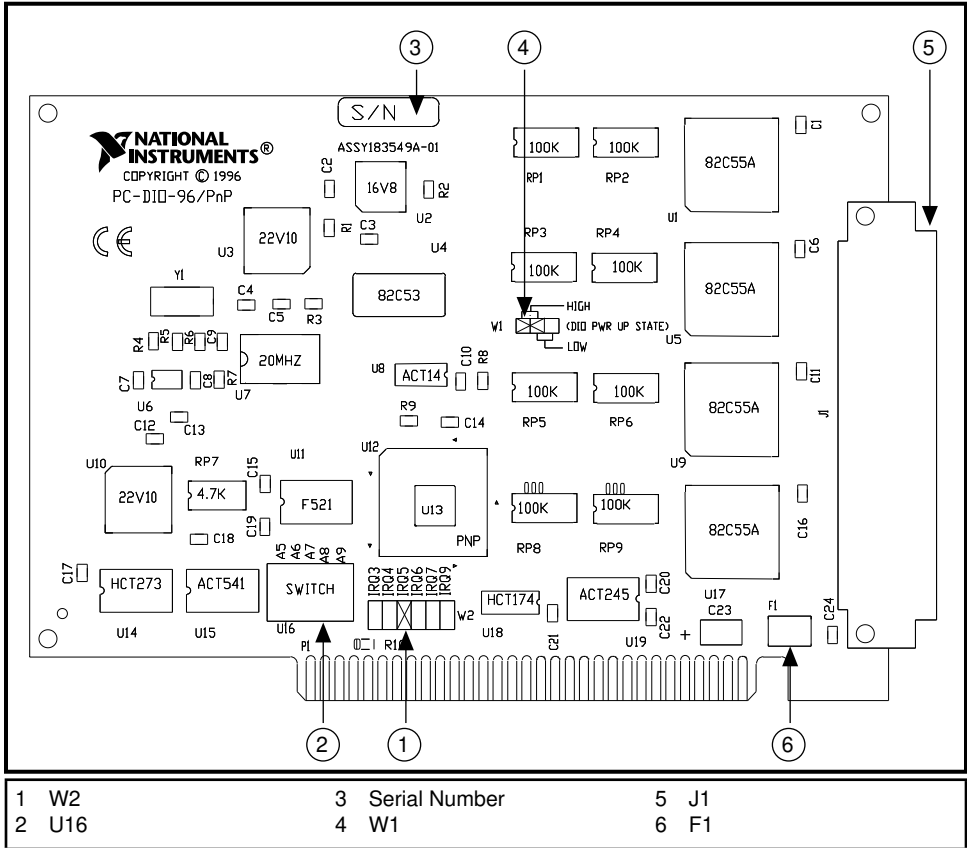 3
4
5
S/N
NATIONAL
INSTRUMENTS®
COPYRIGHT © 1996
PC-DIO-96/PnP
ASSY183549A-01
CE
16V8
C2
R2
U2
R1
C3
22V10
U3
U4
82C53
Y1
C4
C5
R3
R4
R5
R6
C9
20MHZ
C7
C8
R7
U6
U7
C12
C13
100K
100K
RP1
RP2
RP3
RP4
100K
100K
HIGH
W1
(DIO PWR UP STATE)
LOW
82C55A
C1
U1
82C55A
C6
U5
82C55A
C11
U9
82C55A
C16
U17
J1
U8
ACT14
C10
R8
R9
C14
100K
100K
RP5
RP6
U12
U13
PNP
100K
100K
RP8
RP9
U10
22V10
RP7
4.7K
C15
U11
F521
C19
C18
A5
A6
A7
A8
A9
C17
HCT273
ACT541
SWITCH
U14
U15
U16
IRQ3
IRQ4
IRQ5
IRQ6
IRQ7
IRQ9
W2
P1
HCT174
U18
C21
ACT245
U19
C20
C22
+
C23
F1
C24
2
1
6
1 W2
2 U16
3 Serial Number
4 W1
5 J1
6 F1